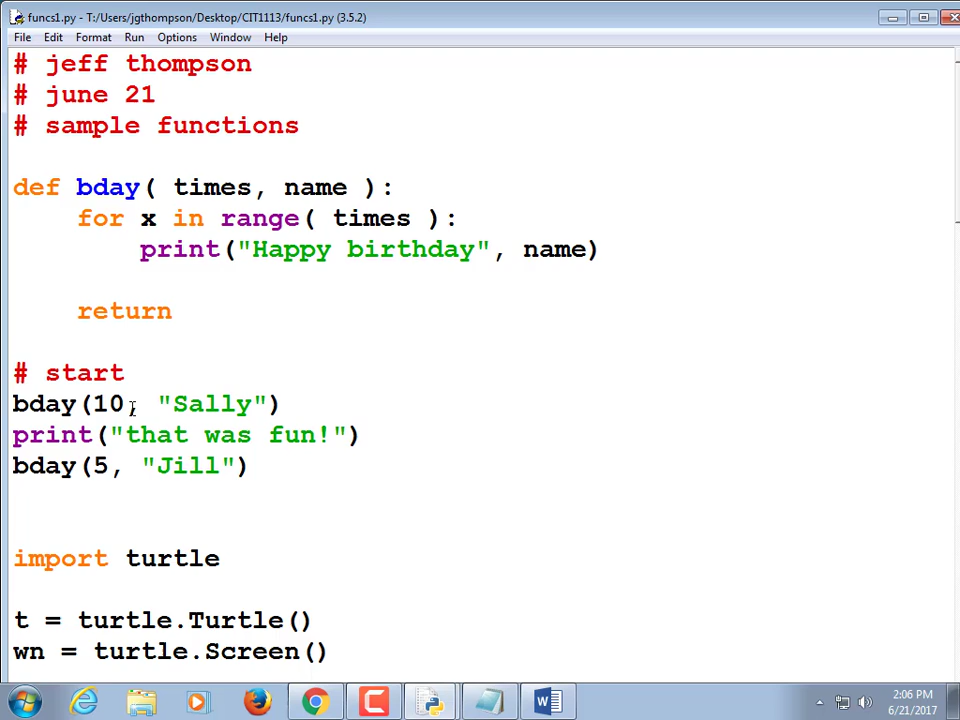 funcs1.py - T:/Users/jgthompson/Desktop/CIT1113/funcs1.py (3.5.2)
File Edit Format Run Options Window Help
# jeff thompson
# june 21
# sample functions
def bday( times, name ):
    for x in range( times ):
        print("Happy birthday", name)
    return
# start
bday(10, "Sally")
print("that was fun!")
bday(5, "Jill")
import turtle
t = turtle.Turtle()
wn = turtle.Screen()
2:06 PM
6/21/2017